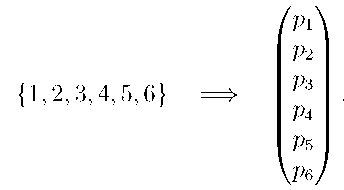 {1, 2, 3, 4, 5, 6} ⟹ (p₁
p₂
p₃
p₄
p₅
p₆).